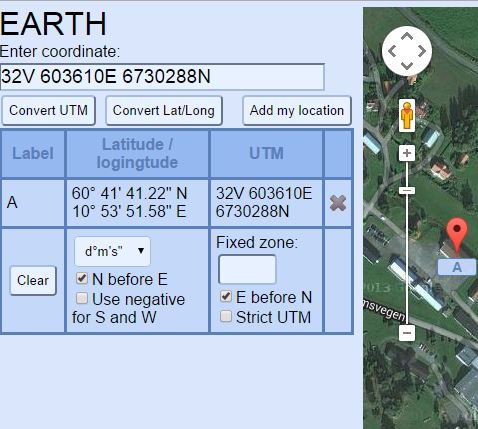 EARTH
Enter coordinate:
32V 603610E 6730288N
Convert UTM
Convert Lat/Long
Add my location
Label
Latitude /
logingtude
UTM
A
60° 41' 41.22" N
10° 53' 51.58" E
32V 603610E
6730288N
Clear
d°m's"
N before E
Use negative
for S and W
Fixed zone:
E before N
Strict UTM
A
msvegen